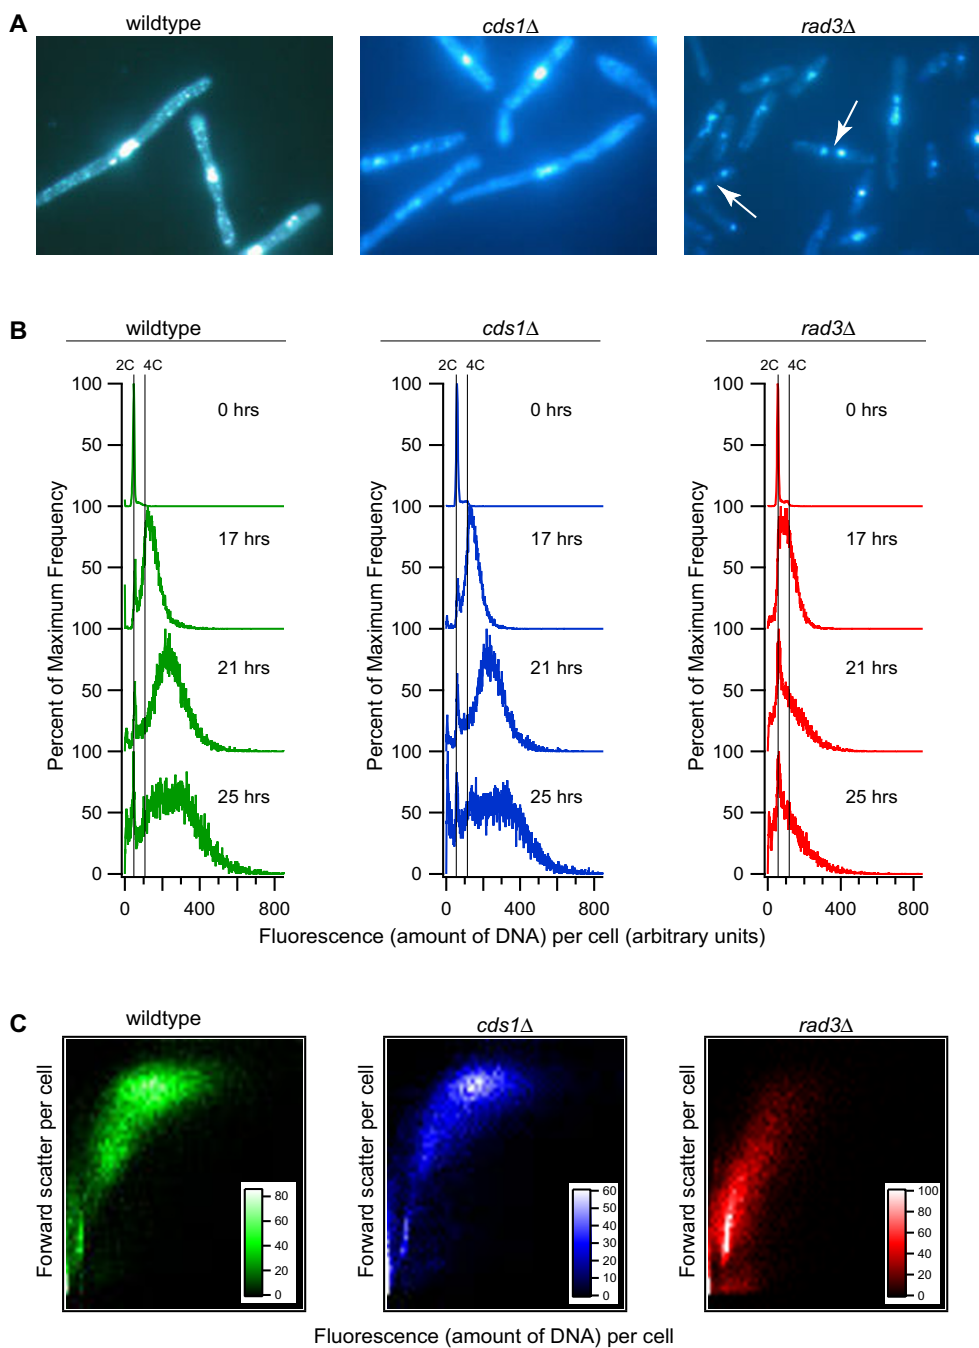 A
wildtype
cds1Δ
rad3Δ
B
wildtype
cds1Δ
rad3Δ
2C 4C
2C 4C
2C 4C
100
50
100
50
100
50
100
50
0
0 hrs
17 hrs
21 hrs
25 hrs
Percent of Maximum Frequency
0 400 800
100
50
100
50
100
50
100
50
0
0 hrs
17 hrs
21 hrs
25 hrs
Percent of Maximum Frequency
0 400 800
100
50
100
50
100
50
100
50
0
0 hrs
17 hrs
21 hrs
25 hrs
Percent of Maximum Frequency
0 400 800
Fluorescence (amount of DNA) per cell (arbitrary units)
C
wildtype
cds1Δ
rad3Δ
Forward scatter per cell
80
60
40
20
0
Forward scatter per cell
60
50
40
30
20
10
0
Forward scatter per cell
100
80
60
40
20
0
Fluorescence (amount of DNA) per cell